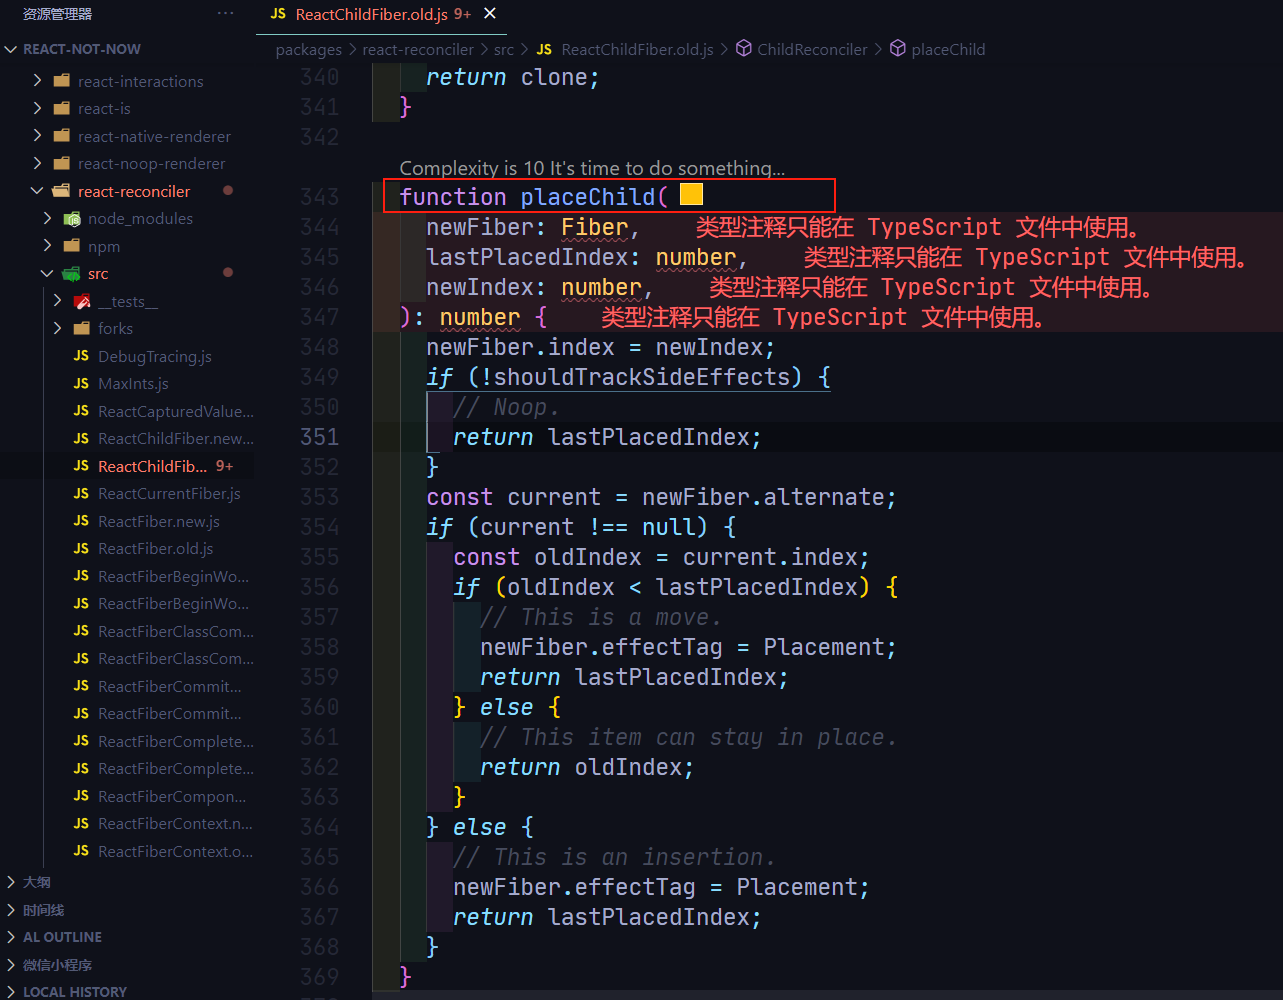 资源管理器 ···
JS ReactChildFiber.old.js 9+ ×
REACT-NOT-NOW
packages > react-reconciler > src > JS ReactChildFiber.old.js > ChildReconciler > placeChild
react-interactions
react-is
react-native-renderer
react-noop-renderer
react-reconciler
node_modules
npm
src
__tests__
forks
JS DebugTracing.js
JS MaxInts.js
JS ReactCapturedValue...
JS ReactChildFiber.new...
JS ReactChildFib... 9+
JS ReactCurrentFiber.js
JS ReactFiber.new.js
JS ReactFiber.old.js
JS ReactFiberBeginWo...
JS ReactFiberBeginWo...
JS ReactFiberClassCom...
JS ReactFiberClassCom...
JS ReactFiberCommit...
JS ReactFiberCommit...
JS ReactFiberComplete...
JS ReactFiberComplete...
JS ReactFiberCompon...
JS ReactFiberContext.n...
JS ReactFiberContext.o...
大纲
时间线
AL OUTLINE
微信小程序
LOCAL HISTORY
340 return clone;
341 }
342
Complexity is 10 It's time to do something...
343 function placeChild(
344 newFiber: Fiber, 类型注释只能在 TypeScript 文件中使用。
345 lastPlacedIndex: number, 类型注释只能在 TypeScript 文件中使用。
346 newIndex: number, 类型注释只能在 TypeScript 文件中使用。
347 ): number { 类型注释只能在 TypeScript 文件中使用。
348 newFiber.index = newIndex;
349 if (!shouldTrackSideEffects) {
350 // Noop.
351 return lastPlacedIndex;
352 }
353 const current = newFiber.alternate;
354 if (current !== null) {
355 const oldIndex = current.index;
356 if (oldIndex < lastPlacedIndex) {
357 // This is a move.
358 newFiber.effectTag = Placement;
359 return lastPlacedIndex;
360 } else {
361 // This item can stay in place.
362 return oldIndex;
363 }
364 } else {
365 // This is an insertion.
366 newFiber.effectTag = Placement;
367 return lastPlacedIndex;
368 }
369 }